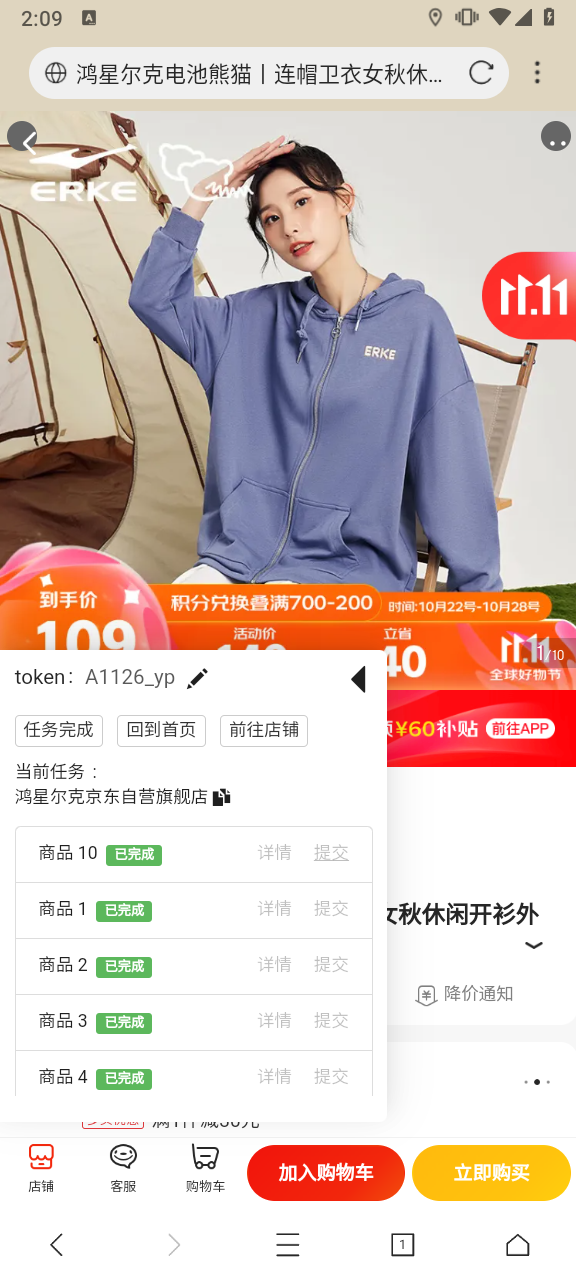 2:09
鸿星尔克电池熊猫丨连帽卫衣女秋休...
ERKE
ERKE
11.11
到手价
积分兑换叠满700-200
时间:10月22号-10月28号
109
活动价
立省
40
11.11
1/10
全球好物节
token: A1126_yp
任务完成 回到首页 前往店铺
¥60补贴 前往APP
当前任务：
鸿星尔克京东自营旗舰店
商品 10 已完成 详情 提交
商品 1 已完成 详情 提交
女秋休闲开衫外
商品 2 已完成 详情 提交
降价通知
商品 3 已完成 详情 提交
商品 4 已完成 详情 提交
店铺 客服 购物车 加入购物车 立即购买
1